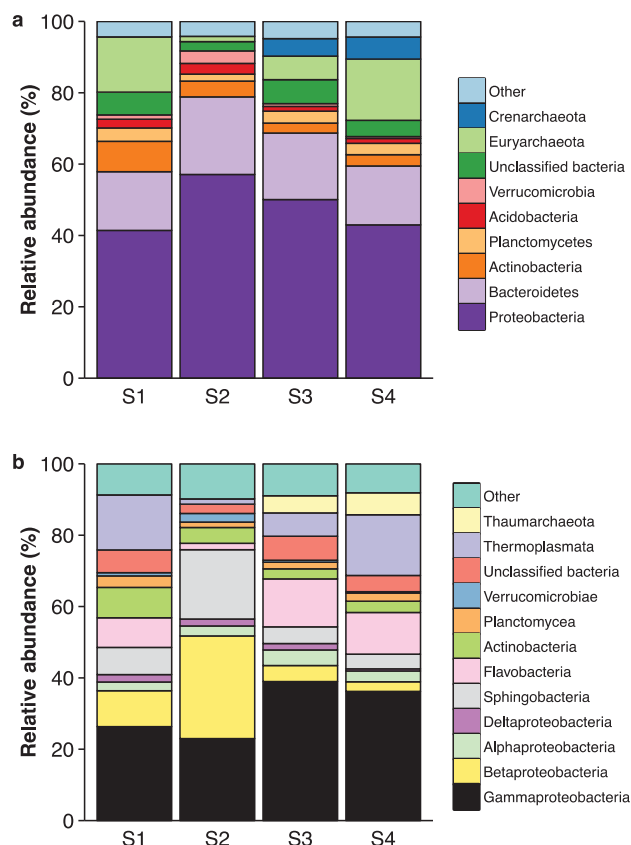 a
100
80
60
40
20
0
Relative abundance (%)
S1 S2 S3 S4
Other
Crenarchaeota
Euryarchaeota
Unclassified bacteria
Verrucomicrobia
Acidobacteria
Planctomycetes
Actinobacteria
Bacteroidetes
Proteobacteria
b
100
80
60
40
20
0
Relative abundance (%)
S1 S2 S3 S4
Other
Thaumarchaeota
Thermoplasmata
Unclassified bacteria
Verrucomicrobiae
Planctomycea
Actinobacteria
Flavobacteria
Sphingobacteria
Deltaproteobacteria
Alphaproteobacteria
Betaproteobacteria
Gammaproteobacteria